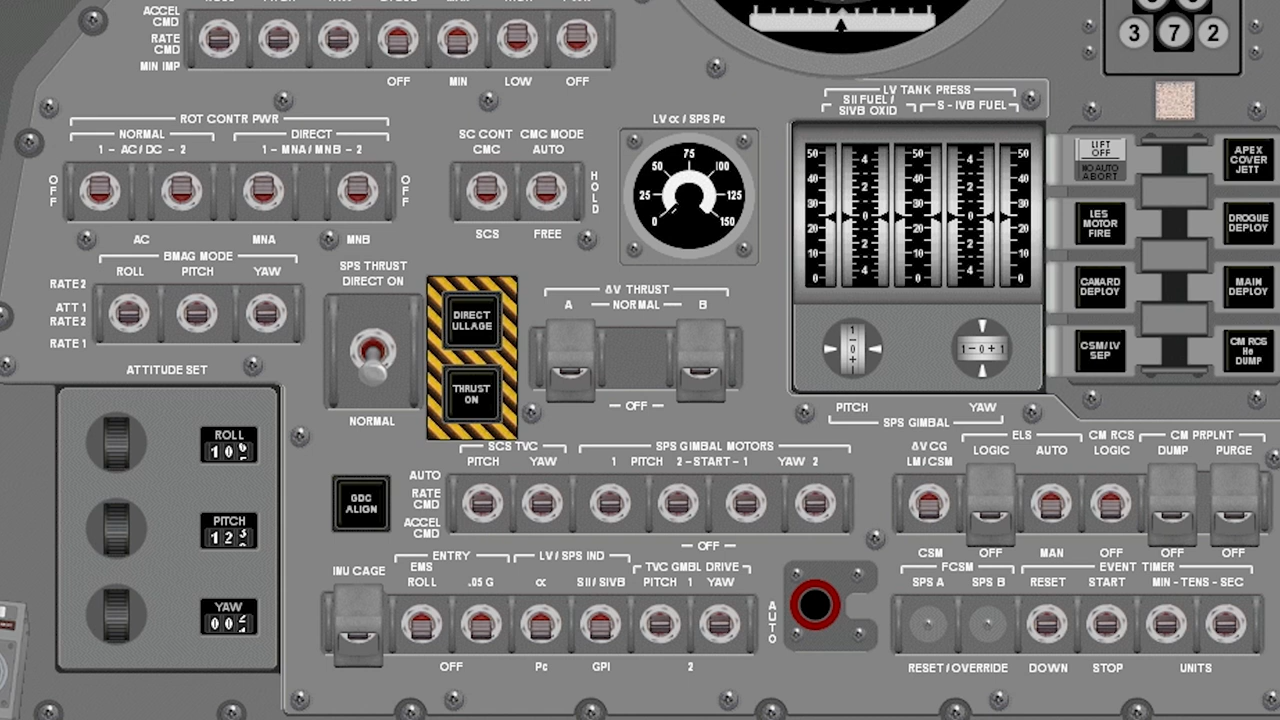 ACCEL
CMD
RATE
CMD
MIN IMP
OFF MIN LOW OFF
3 7 2
ROT CONTR PWR
NORMAL DIRECT
1 - AC/DC - 2 1 - MNA/MNB - 2
OFF
OFF
AC MNA MNB
SC CONT CMC MODE
CMC AUTO
HOLD
SCS FREE
LV α / SPS Pc
0 25 50 75 100 125 150
LV TANK PRESS
SII FUEL / S - IVB FUEL
SIVB OXID
50 4 50 4 50
40 2 40 2 40
30 0 30 0 30
20 2 20 2 20
10 10 10
0 4 0 4 0
LIFT
OFF
NO AUTO
ABORT
APEX
COVER
JETT
LES
MOTOR
FIRE
DROGUE
DEPLOY
CANARD
DEPLOY
MAIN
DEPLOY
CSM/LV
SEP
CM RCS
He
DUMP
BMAG MODE
ROLL PITCH YAW
RATE 2
ATT 1
RATE 2
RATE 1
SPS THRUST
DIRECT ON
NORMAL
DIRECT
ULLAGE
THRUST
ON
ΔV THRUST
A NORMAL B
OFF
1 - 0 + 1
1 - 0 + 1
PITCH YAW
SPS GIMBAL
ATTITUDE SET
ROLL
PITCH
YAW
GDC
ALIGN
SCS TVC
PITCH YAW
AUTO
RATE
CMD
ACCEL
CMD
SPS GIMBAL MOTORS
1 PITCH 2 - START - 1 YAW 2
OFF
ΔV CG
LM/CSM
CSM
ELS
LOGIC AUTO
OFF MAN
CM RCS
LOGIC
OFF
CM PRPLNT
DUMP PURGE
OFF OFF
IMU CAGE
ENTRY
EMS
ROLL .05 G
OFF
LV/SPS IND
α SII/SIVB
Pc GPI
TVC GMBL DRIVE
PITCH 1 YAW
2
AUTO
FCSM
SPS A SPS B
RESET/OVERRIDE
EVENT TIMER
RESET START MIN - TENS - SEC
DOWN STOP UNITS